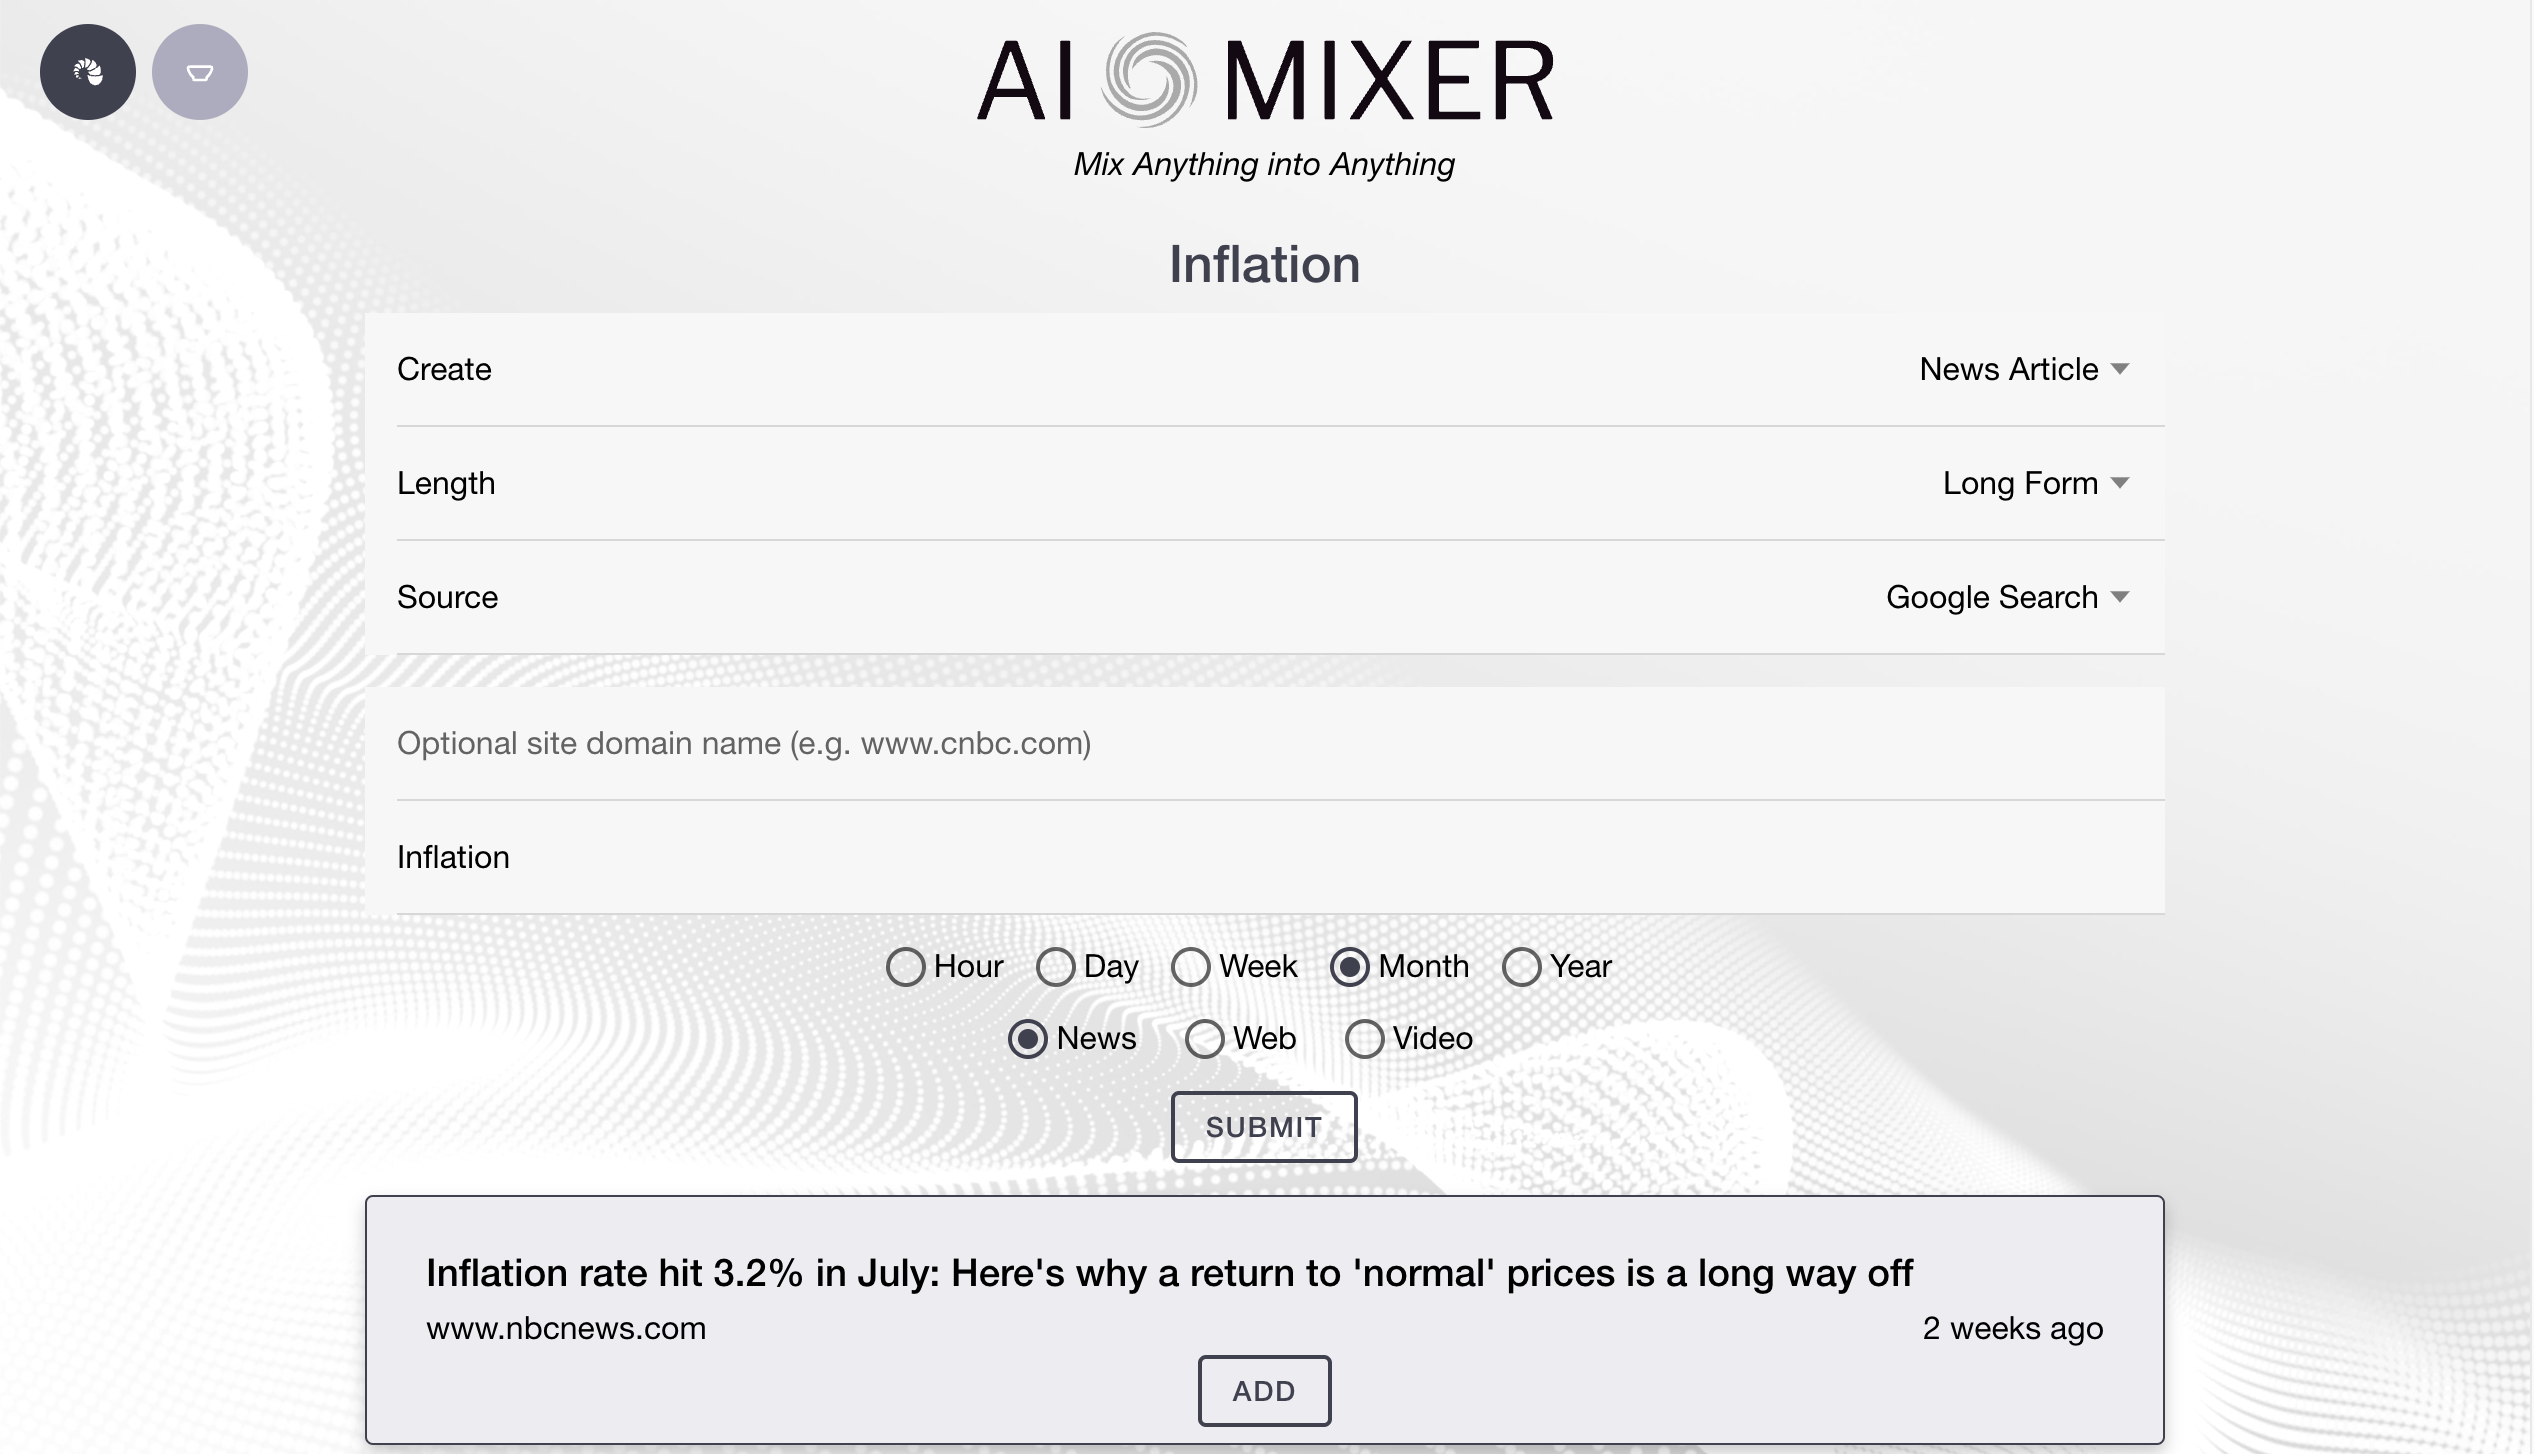 AI MIXER
Mix Anything into Anything
Inflation
Create News Article
Length Long Form
Source Google Search
Optional site domain name (e.g. www.cnbc.com)
Inflation
Hour Day Week Month Year
News Web Video
SUBMIT
Inflation rate hit 3.2% in July: Here's why a return to 'normal' prices is a long way off
www.nbcnews.com 2 weeks ago
ADD